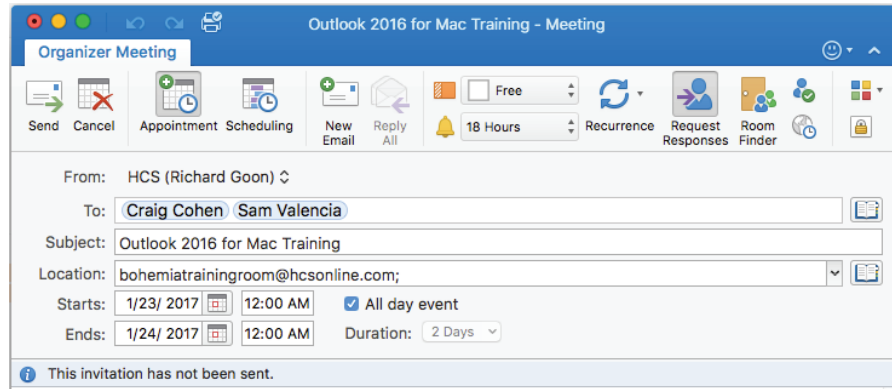 Outlook 2016 for Mac Training - Meeting
Organizer Meeting
Free
18 Hours
Send Cancel Appointment Scheduling New Email Reply All Recurrence Request Responses Room Finder
From: HCS (Richard Goon)
To: Craig Cohen Sam Valencia
Subject: Outlook 2016 for Mac Training
Location: bohemiatrainingroom@hcsonline.com;
Starts: 1/23/ 2017 12:00 AM All day event
Ends: 1/24/ 2017 12:00 AM Duration: 2 Days
This invitation has not been sent.